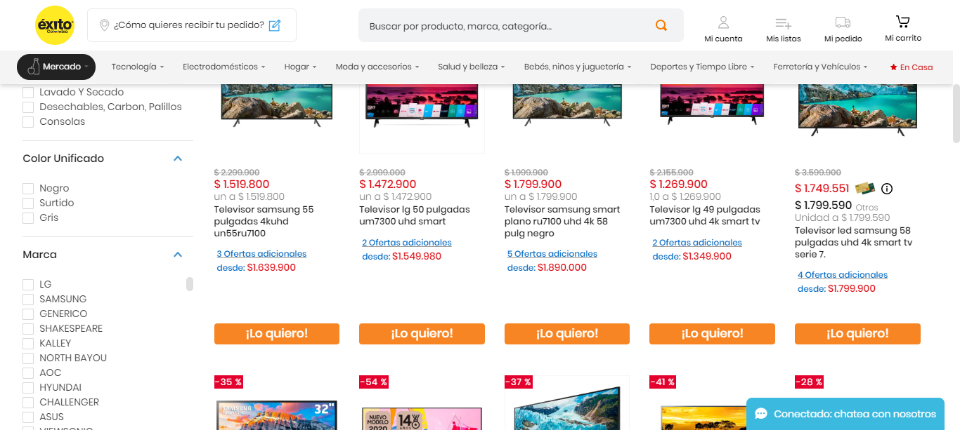 éxito
¿Cómo quieres recibir tu pedido?
Buscar por producto, marca, categoría...
Mi cuenta
Mis listas
Mi pedido
Mi carrito
Mercado
Tecnología
Electrodomésticos
Hogar
Moda y accesorios
Salud y belleza
Bebés, niños y juguetería
Deportes y Tiempo Libre
Ferretería y Vehículos
En Casa
Lavado Y Secado
Desechables, Carbon, Palillos
Consolas
Color Unificado
Negro
Surtido
Gris
Marca
LG
SAMSUNG
GENERICO
SHAKESPEARE
KALLEY
NORTH BAYOU
AOC
HYUNDAI
CHALLENGER
ASUS
VIEWSONIC
$ 2.299.900
$ 1.519.800
un a $ 1.519.800
Televisor samsung 55
pulgadas 4kuhd
un55ru7100
3 Ofertas adicionales
desde: $1.639.900
¡Lo quiero!
$ 2.999.000
$ 1.472.900
un a $ 1.472.900
Televisor lg 50 pulgadas
um7300 uhd smart
2 Ofertas adicionales
desde: $1.549.980
¡Lo quiero!
$ 1.999.900
$ 1.799.900
un a $ 1.799.900
Televisor samsung smart
plano ru7100 uhd 4k 58
pulg negro
5 Ofertas adicionales
desde: $1.890.000
¡Lo quiero!
$ 2.155.900
$ 1.269.900
1,0 a $ 1.269.900
Televisor lg 49 pulgadas
um7300 uhd 4k smart tv
2 Ofertas adicionales
desde: $1.349.900
¡Lo quiero!
$ 3.599.900
$ 1.749.551
$ 1.799.590 Otros
Unidad a $ 1.799.590
Televisor led samsung 58
pulgadas uhd 4k smart tv
serie 7.
4 Ofertas adicionales
desde: $1.799.900
¡Lo quiero!
-35 %
32"
-54 %
NUEVO
MODELO
2020
14
-37 %
-41 %
-28 %
Conectado: chatea con nosotros